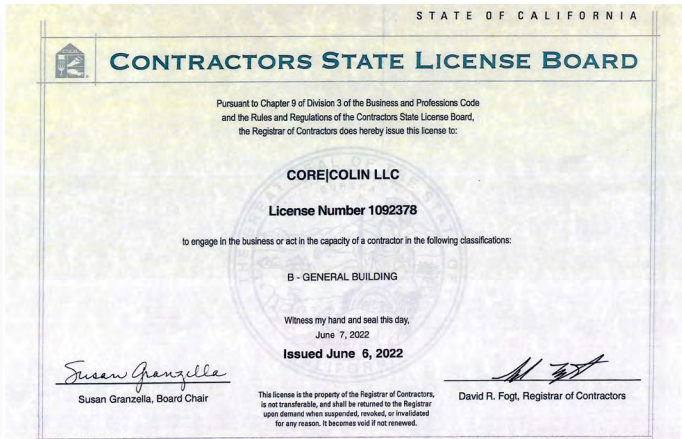 STATE OF CALIFORNIA
CONTRACTORS STATE LICENSE BOARD
Pursuant to Chapter 9 of Division 3 of the Business and Professions Code
and the Rules and Regulations of the Contractors State License Board,
the Registrar of Contractors does hereby issue this license to:
CORE|COLIN LLC
License Number 1092378
to engage in the business or act in the capacity of a contractor in the following classifications:
B - GENERAL BUILDING
Witness my hand and seal this day,
June 7, 2022
Issued June 6, 2022
Susan Granzella
Susan Granzella, Board Chair
This license is the property of the Registrar of Contractors,
is not transferable, and shall be returned to the Registrar
upon demand when suspended, revoked, or invalidated
for any reason. It becomes void if not renewed.
David R. Fogt, Registrar of Contractors